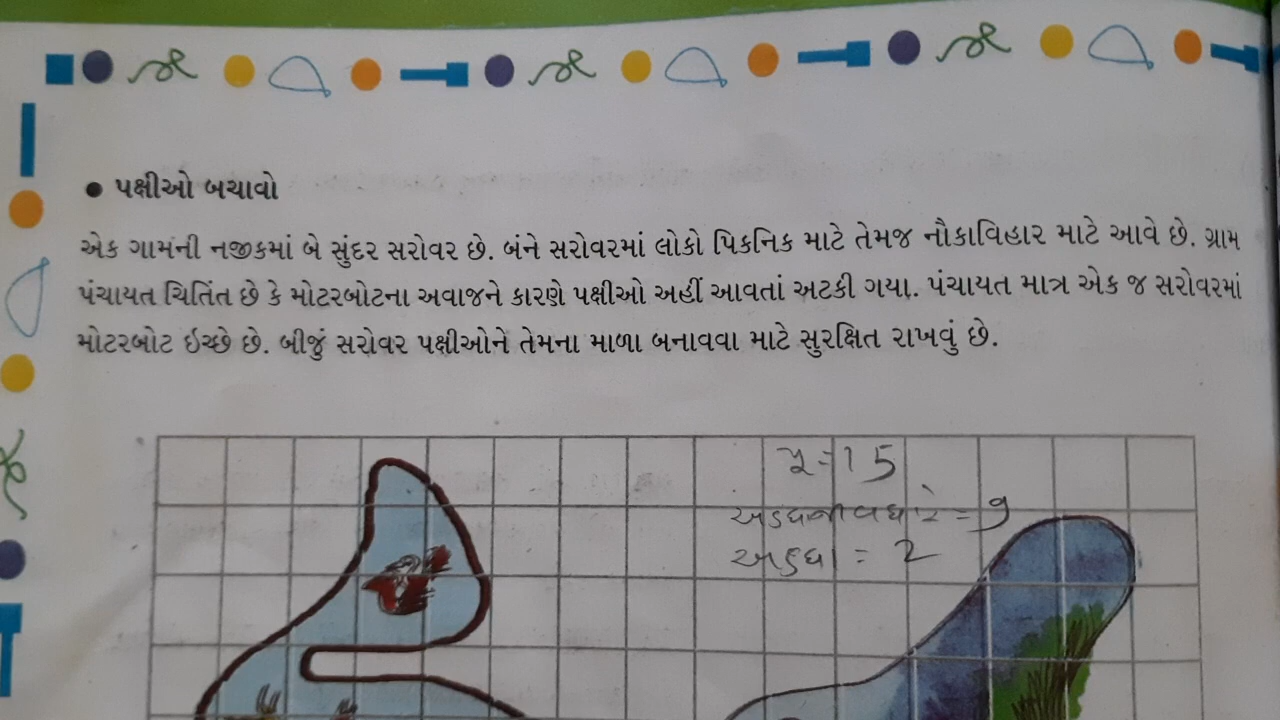 ● પક્ષીઓ બચાવો
એક ગામની નજીકમાં બે સુંદર સરોવર છે. બંને સરોવરમાં લોકો પિકનિક માટે તેમજ નૌકાવિહાર માટે આવે છે. ગ્રામ
પંચાયત ચિતિંત છે કે મોટરબોટના અવાજને કારણે પક્ષીઓ અહીં આવતાં અટકી ગયા. પંચાયત માત્ર એક જ સરોવરમાં
મોટરબોટ ઇચ્છે છે. બીજું સરોવર પક્ષીઓને તેમના માળા બનાવવા માટે સુરક્ષિત રાખવું છે.
= 15
= 9
અડધા = 2